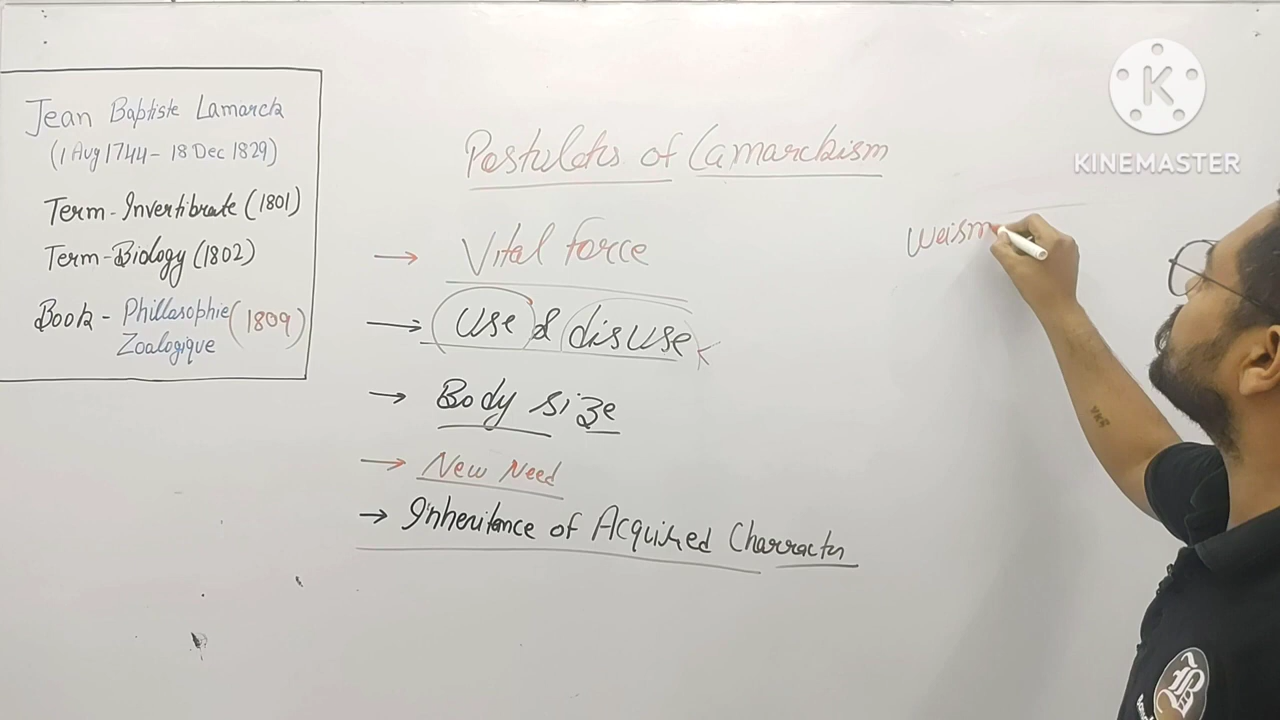 Jean Baptiste Lamarck
(1 Aug 1744 - 18 Dec 1829)
Term - Invertibrate (1801)
Term - Biology (1802)
Book - Phillasophie (1809)
Zoalogique
Postulates of Lamarckism
→ Vital force
→ Use & disuse
→ Body size
→ New Need
→ Inheritance of Acquired Charracter
Weism
KINEMASTER